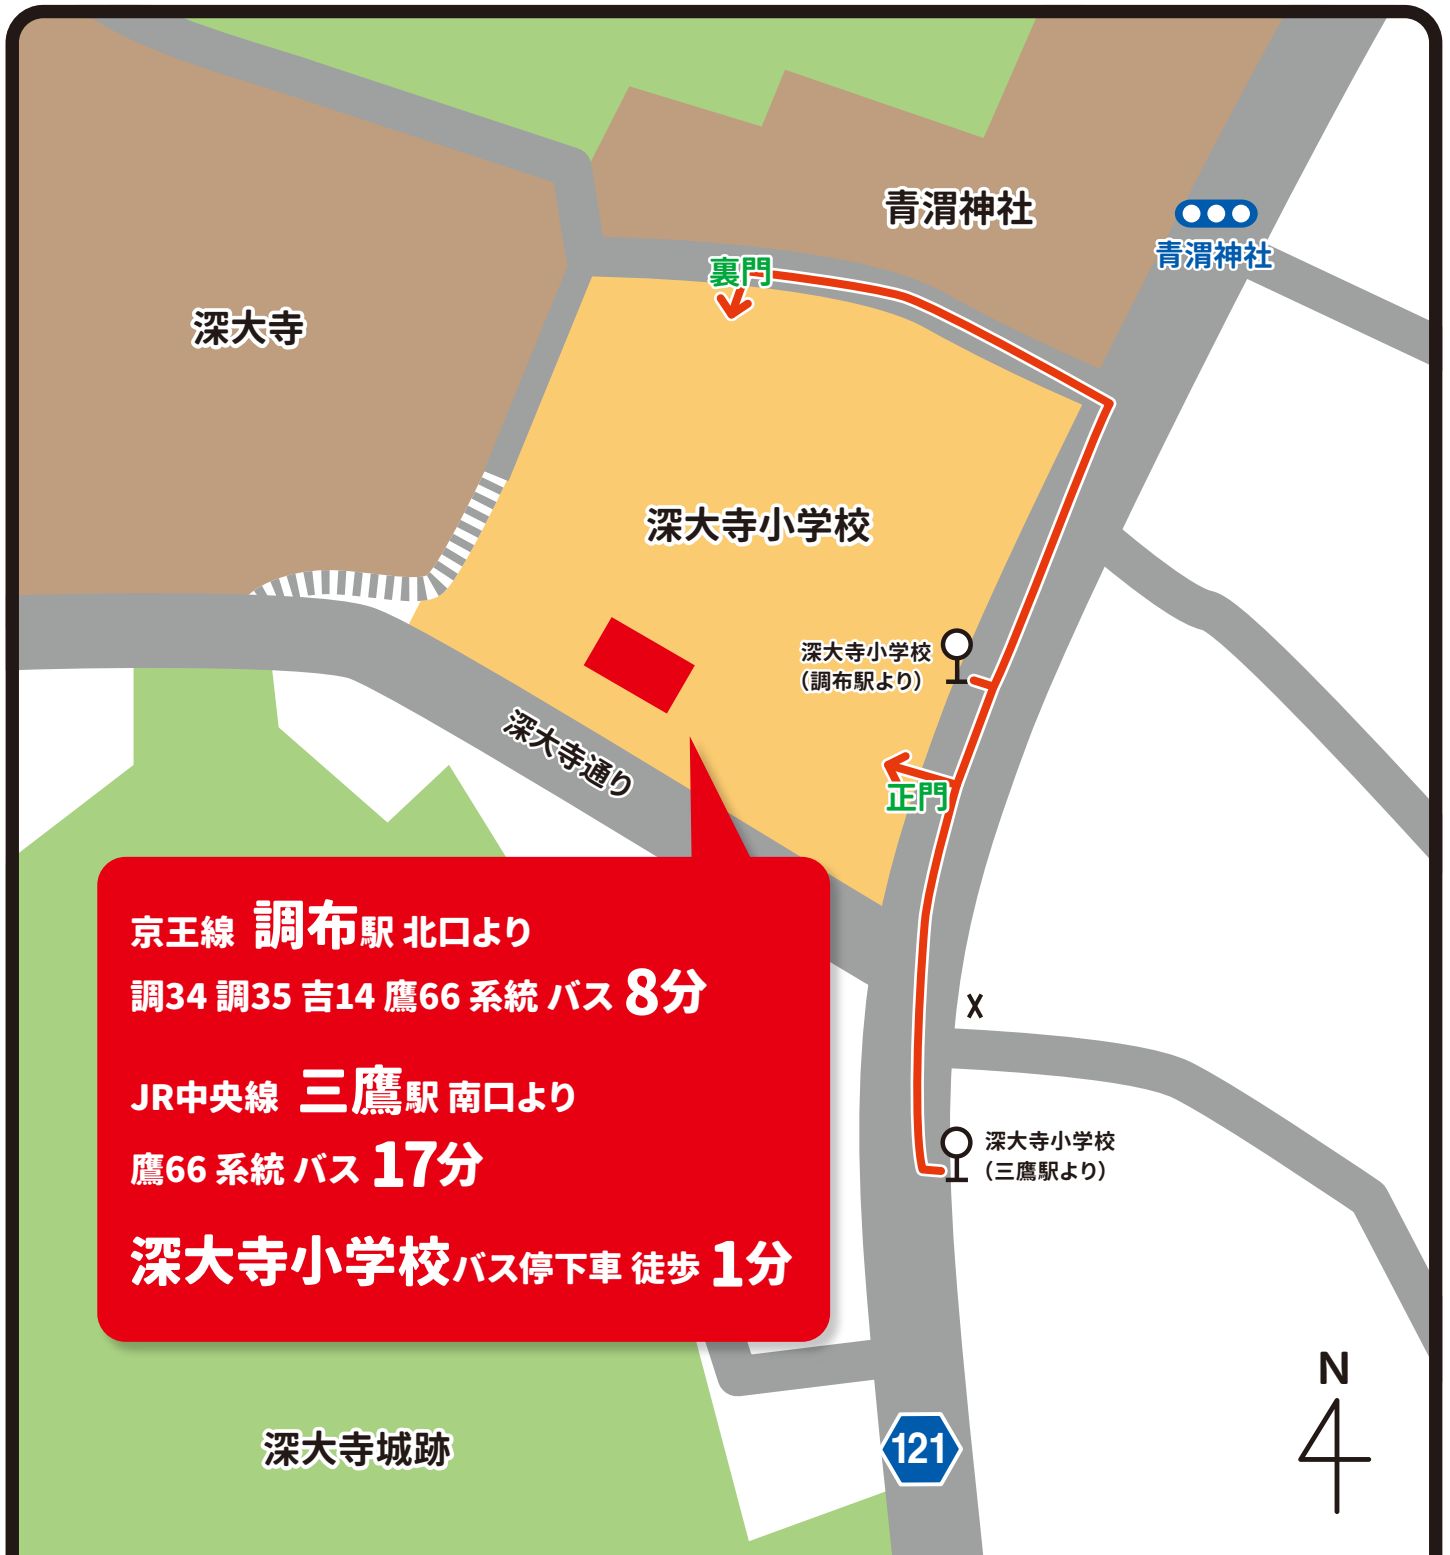 青渭神社
青渭神社
裏門
深大寺
深大寺小学校
深大寺小学校
(調布駅より)
深大寺通り
正門
京王線 調布駅 北口より
調34 調35 吉14 鷹66 系統 バス 8分
JR中央線 三鷹駅 南口より
鷹66 系統 バス 17分
深大寺小学校バス停下車 徒歩 1分
深大寺小学校
(三鷹駅より)
N
深大寺城跡
121